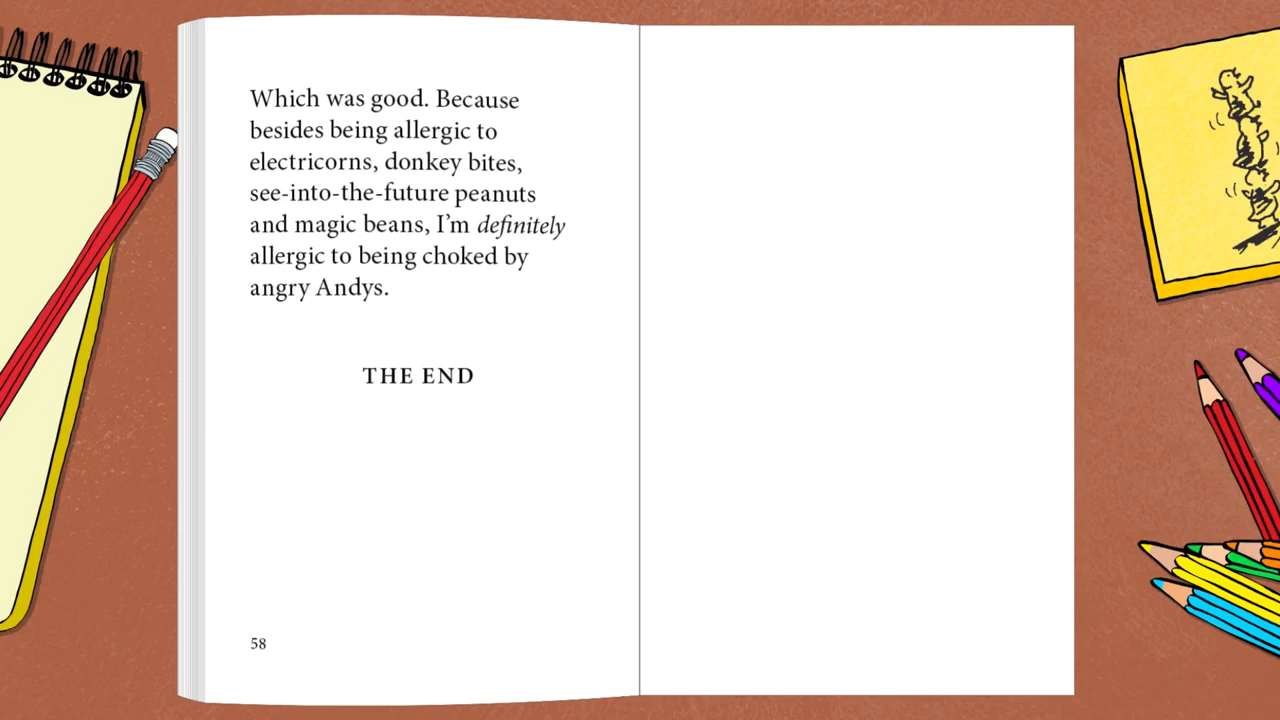 Which was good. Because
besides being allergic to
electricorns, donkey bites,
see-into-the-future peanuts
and magic beans, I’m definitely
allergic to being choked by
angry Andys.
THE END
58